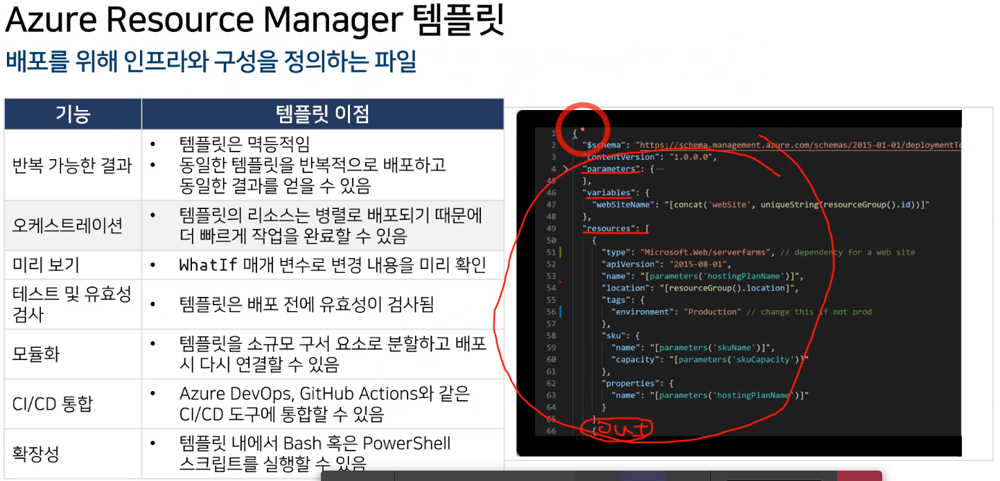 Azure Resource Manager 템플릿
배포를 위해 인프라와 구성을 정의하는 파일
기능
템플릿 이점
반복 가능한 결과
• 템플릿은 멱등적임
• 동일한 템플릿을 반복적으로 배포하고
동일한 결과를 얻을 수 있음
오케스트레이션
• 템플릿의 리소스는 병렬로 배포되기 때문에
더 빠르게 작업을 완료할 수 있음
미리 보기
• WhatIf 매개 변수로 변경 내용을 미리 확인
테스트 및 유효성
검사
• 템플릿은 배포 전에 유효성이 검사됨
모듈화
• 템플릿을 소규모 구서 요소로 분할하고 배포
시 다시 연결할 수 있음
CI/CD 통합
• Azure DevOps, GitHub Actions와 같은
CI/CD 도구에 통합할 수 있음
확장성
• 템플릿 내에서 Bash 혹은 PowerShell
스크립트를 실행할 수 있음
1 {
2 "$schema": "https://schema.management.azure.com/schemas/2015-01-01/deploymentTe
3 "contentVersion": "1.0.0.0",
4 "parameters": { ...
45 },
46 "variables": {
47 "webSiteName": "[concat('webSite', uniqueString(resourceGroup().id))]"
48 },
49 "resources": [
50 {
51 "type": "Microsoft.Web/serverfarms", // dependency for a web site
52 "apiVersion": "2015-08-01",
53 "name": "[parameters('hostingPlanName')]",
54 "location": "[resourceGroup().location]",
55 "tags": {
56 "environment": "Production" // change this if not prod
57 },
58 "sku": {
59 "name": "[parameters('skuName')]",
60 "capacity": "[parameters('skuCapacity')]"
61 },
62 "properties": {
63 "name": "[parameters('hostingPlanName')]"
64 }
65 },
66 {
out